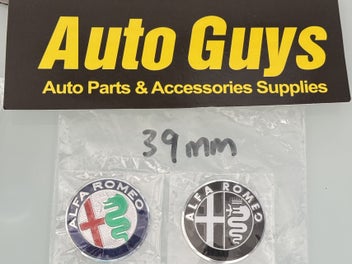 Auto Guys
Auto Parts & Accessories Supplies
39mm
ALFA ROMEO
ALFA ROMEO